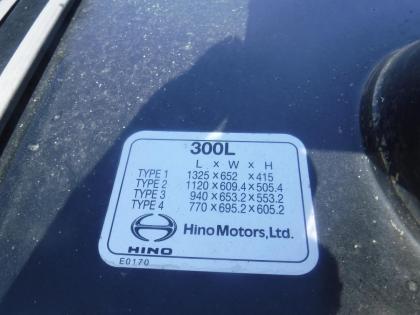 300L
L x W x H
TYPE 1 1325 x 652 x 415
TYPE 2 1120 x 609.4 x 505.4
TYPE 3 940 x 653.2 x 553.2
TYPE 4 770 x 695.2 x 605.2
HINO
Hino Motors, Ltd.
E0170